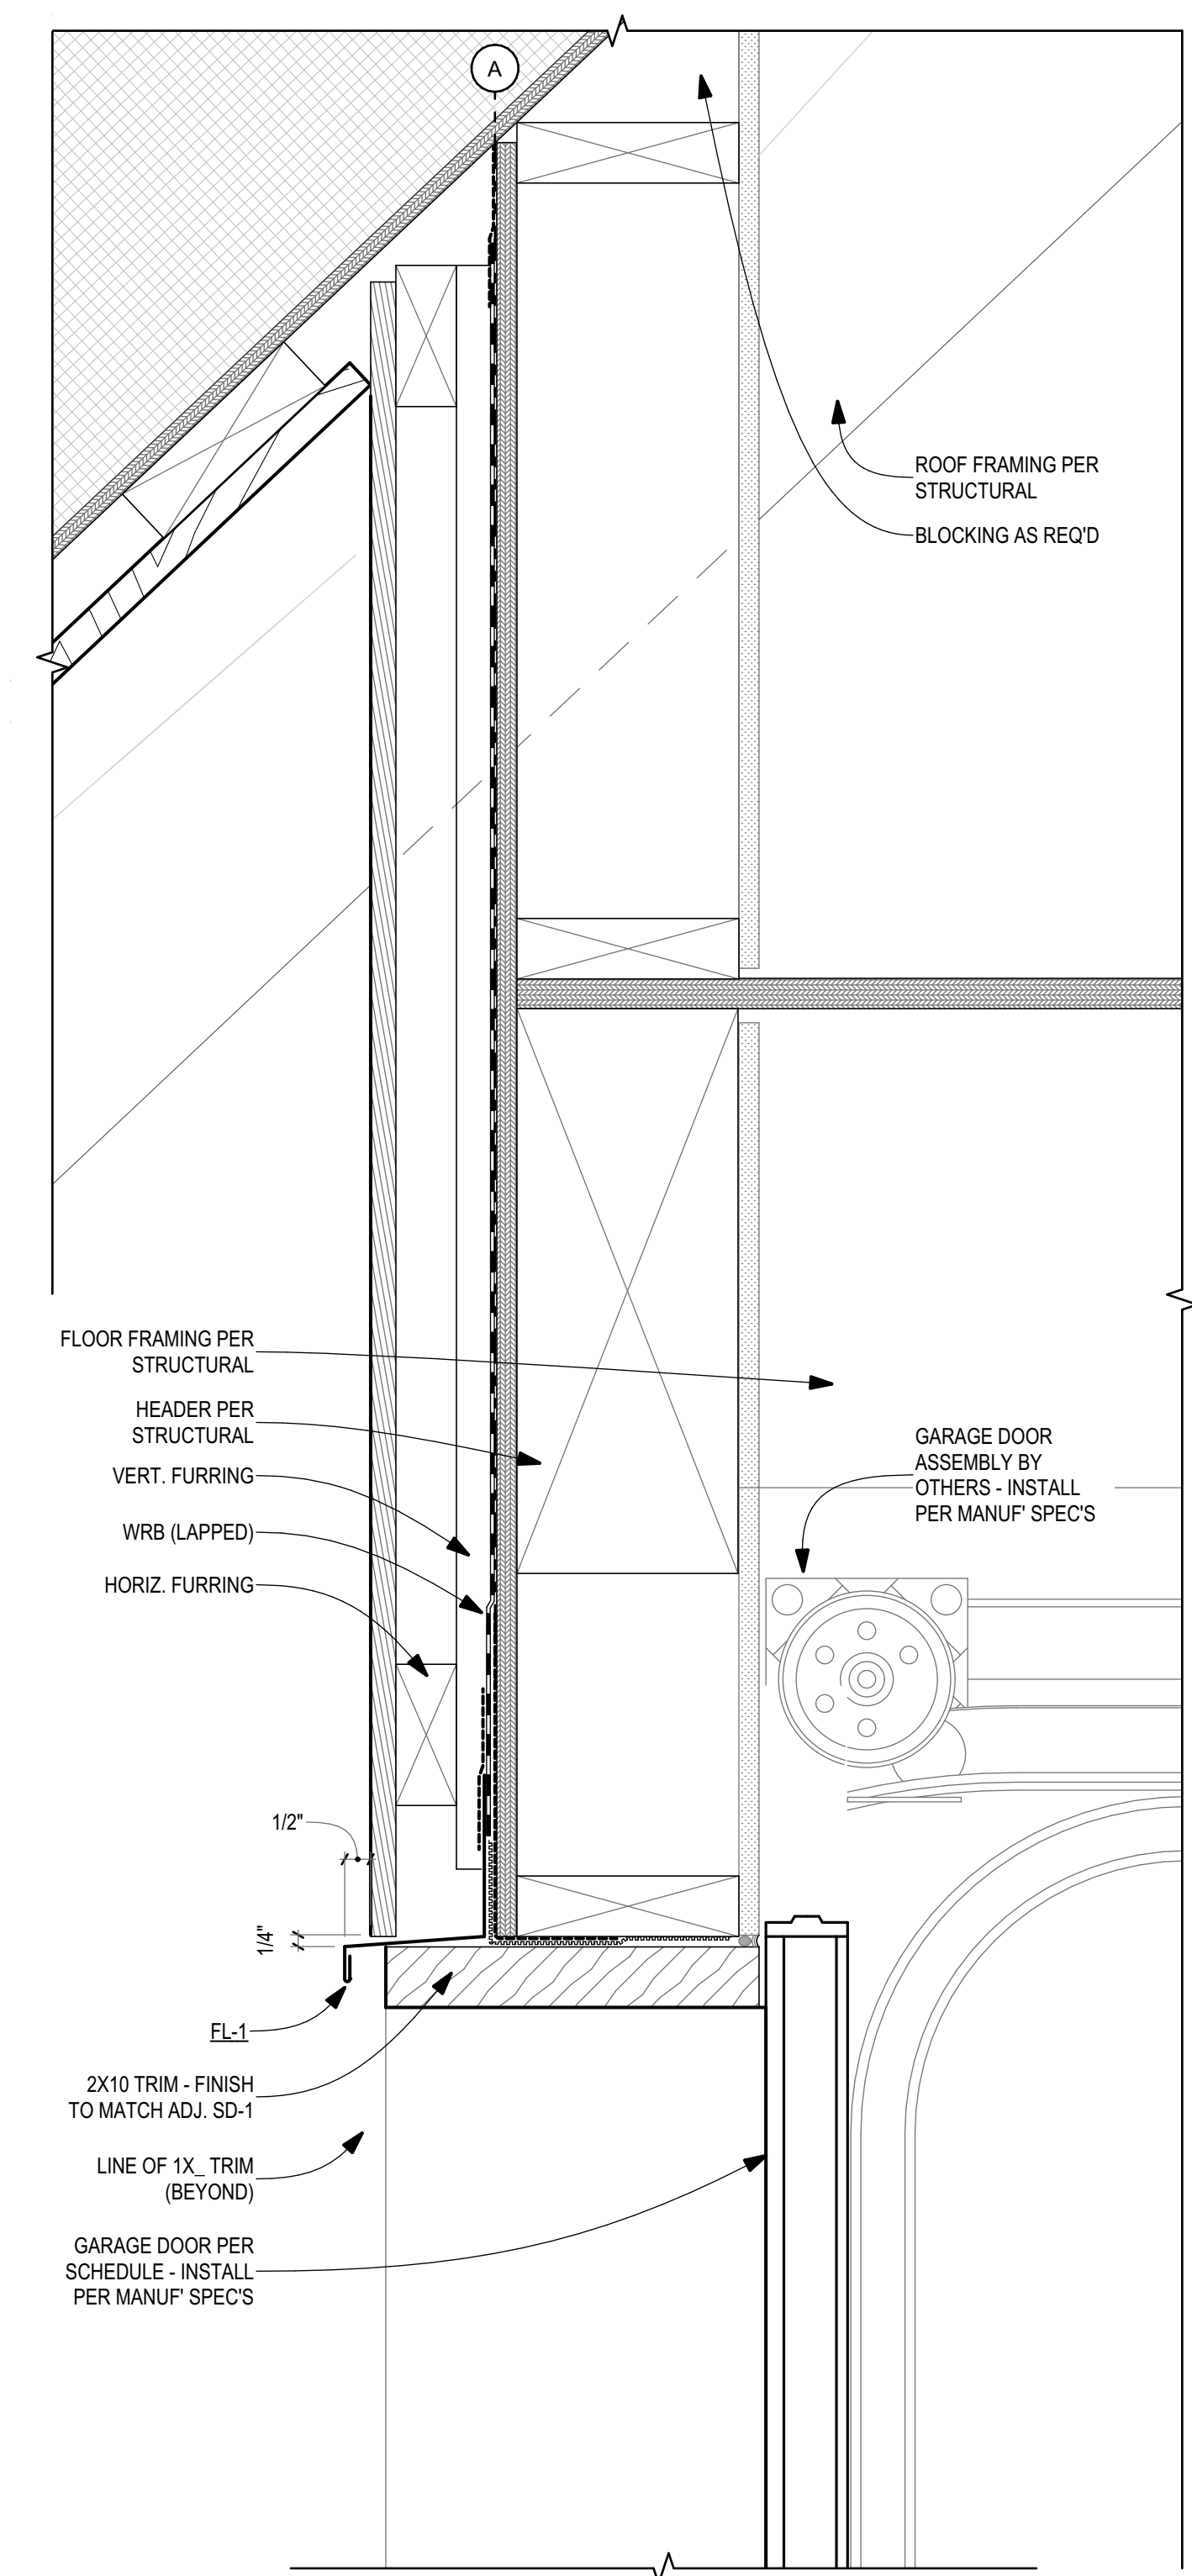 A
ROOF FRAMING PER
STRUCTURAL
BLOCKING AS REQ'D
FLOOR FRAMING PER
STRUCTURAL
HEADER PER
STRUCTURAL
VERT. FURRING
WRB (LAPPED)
HORIZ. FURRING
GARAGE DOOR
ASSEMBLY BY
OTHERS - INSTALL
PER MANUF' SPEC'S
1/2"
1/4"
FL-1
2X10 TRIM - FINISH
TO MATCH ADJ. SD-1
LINE OF 1X_ TRIM
(BEYOND)
GARAGE DOOR PER
SCHEDULE - INSTALL
PER MANUF' SPEC'S